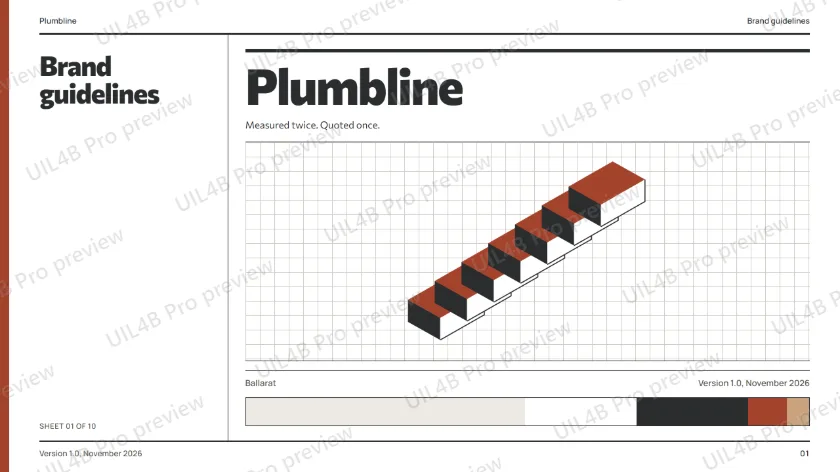 Plumbline
Brand guidelines
Brand
guidelines
Plumbline
Measured twice. Quoted once.
Ballarat
Version 1.0, November 2026
SHEET 01 OF 10
Version 1.0, November 2026
01
UIL4B Pro preview